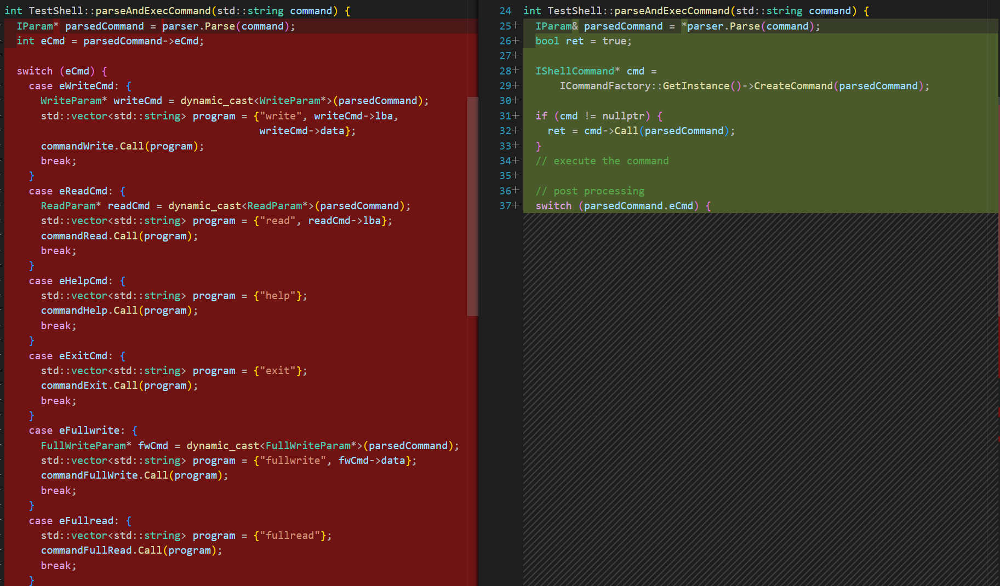 int TestShell::parseAndExecCommand(std::string command) {
  IParam* parsedCommand = parser.Parse(command);
  int eCmd = parsedCommand->eCmd;

  switch (eCmd) {
    case eWriteCmd: {
      WriteParam* writeCmd = dynamic_cast<WriteParam*>(parsedCommand);
      std::vector<std::string> program = {"write", writeCmd->lba,
                                          writeCmd->data};
      commandWrite.Call(program);
      break;
    }
    case eReadCmd: {
      ReadParam* readCmd = dynamic_cast<ReadParam*>(parsedCommand);
      std::vector<std::string> program = {"read", readCmd->lba};
      commandRead.Call(program);
      break;
    }
    case eHelpCmd: {
      std::vector<std::string> program = {"help"};
      commandHelp.Call(program);
      break;
    }
    case eExitCmd: {
      std::vector<std::string> program = {"exit"};
      commandExit.Call(program);
      break;
    }
    case eFullwrite: {
      FullWriteParam* fwCmd = dynamic_cast<FullWriteParam*>(parsedCommand);
      std::vector<std::string> program = {"fullwrite", fwCmd->data};
      commandFullWrite.Call(program);
      break;
    }
    case eFullread: {
      std::vector<std::string> program = {"fullread"};
      commandFullRead.Call(program);
      break;
    }
24 int TestShell::parseAndExecCommand(std::string command) {
25+   IParam& parsedCommand = *parser.Parse(command);
26+   bool ret = true;
27+
28+   IShellCommand* cmd =
29+       ICommandFactory::GetInstance()->CreateCommand(parsedCommand);
30+
31+   if (cmd != nullptr) {
32+     ret = cmd->Call(parsedCommand);
33+   }
34+   // execute the command
35+
36+   // post processing
37+   switch (parsedCommand.eCmd) {